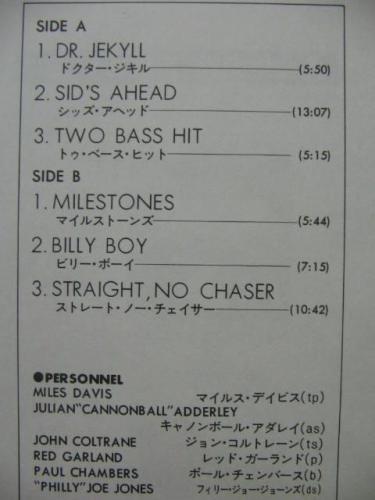 SIDE A
1. DR. JEKYLL
ドクター・ジキル (5:50)
2. SID'S AHEAD
シッズ・アヘッド (13:07)
3. TWO BASS HIT
トゥ・ベース・ヒット (5:15)
SIDE B
1. MILESTONES
マイルストーンズ (5:44)
2. BILLY BOY
ビリー・ボーイ (7:15)
3. STRAIGHT, NO CHASER
ストレート・ノー・チェイサー (10:42)
●PERSONNEL
MILES DAVIS マイルス・デイビス(tp)
JULIAN"CANNONBALL"ADDERLEY
キャノンボール・アダレイ(as)
JOHN COLTRANE ジョン・コルトレーン(ts)
RED GARLAND レッド・ガーランド(p)
PAUL CHAMBERS ポール・チェンバース(b)
"PHILLY"JOE JONES フィリー・ジョー・ジョーンズ(ds)